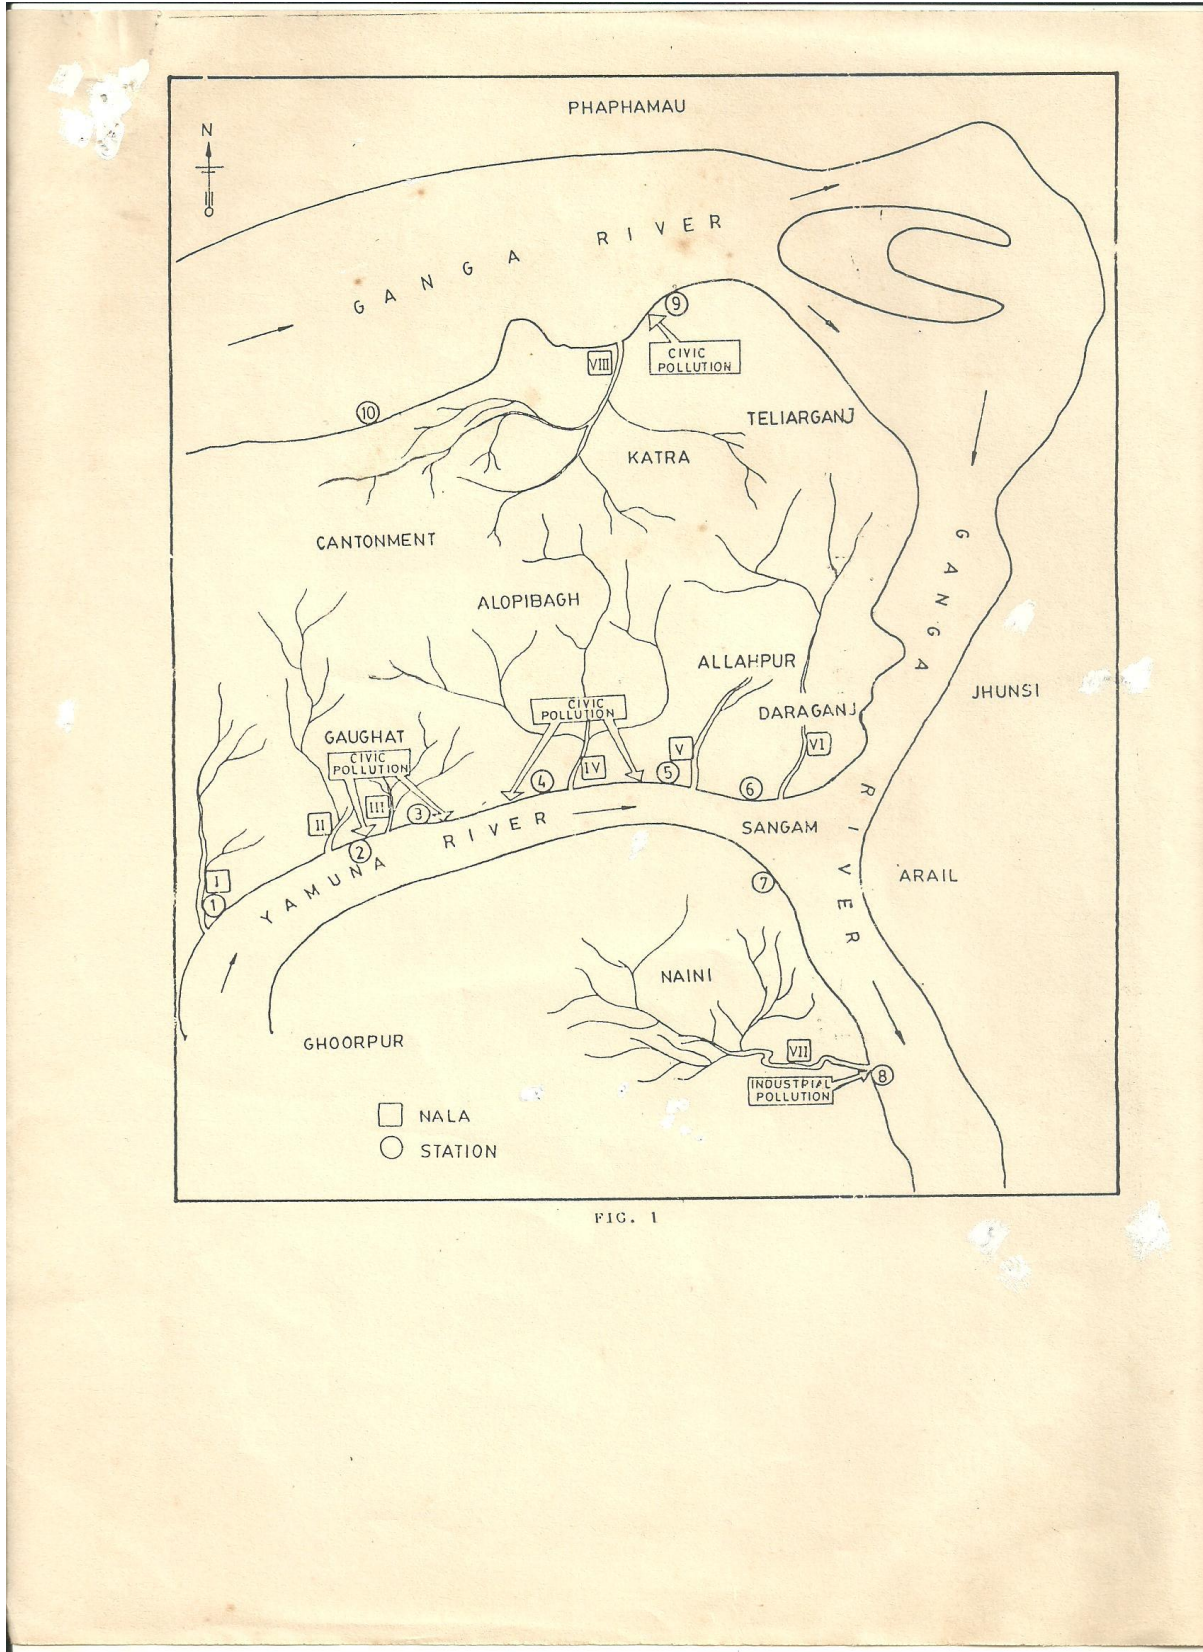 PHAPHAMAU
N
GANGA RIVER
9
CIVIC
POLLUTION
VIII
10
TELIARGANJ
KATRA
CANTONMENT
GANGA RIVER
ALOPIBAGH
ALLAHPUR
JHUNSI
CIVIC
POLLUTION
DARAGANJ
GAUGHAT
CIVIC
POLLUTION
V
VI
IV
5
4
6
III
3
II
2
YAMUNA RIVER
SANGAM
I
1
7
ARAIL
NAINI
GHOORPUR
VII
INDUSTRIAL
POLLUTION
8
NALA
STATION
FIG. 1